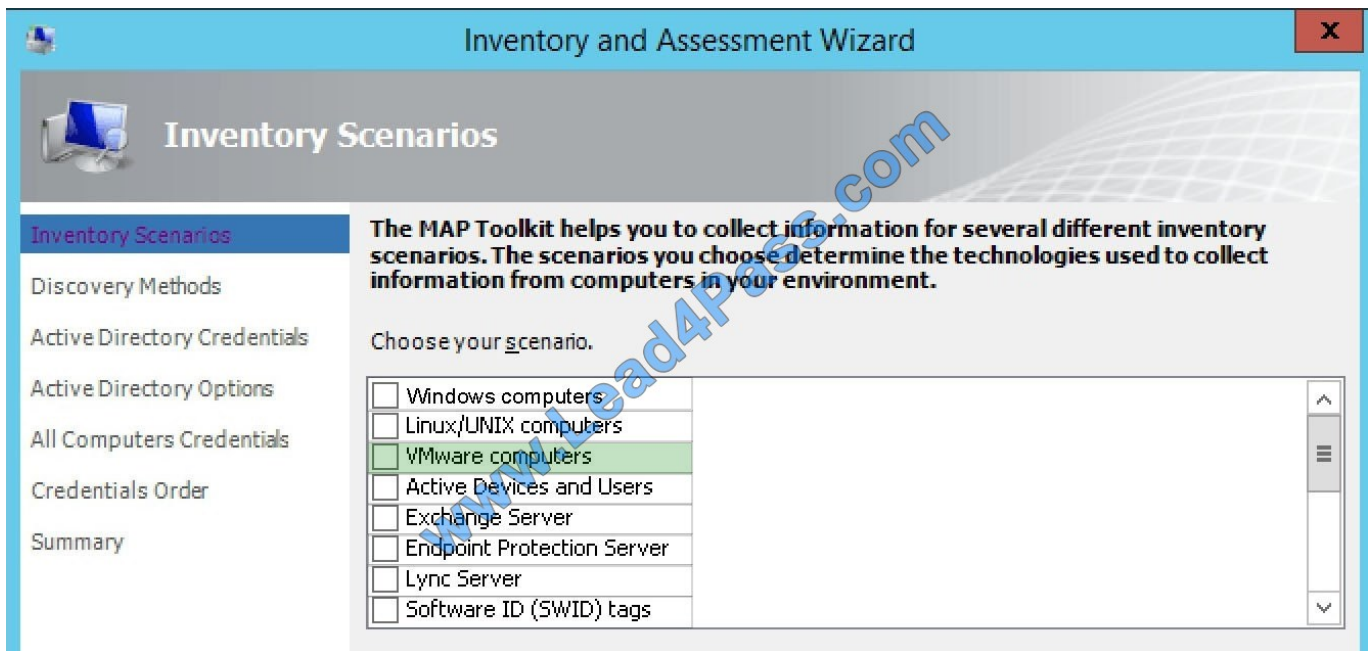 Inventory and Assessment Wizard
x
Inventory Scenarios
Inventory Scenarios
Discovery Methods
Active Directory Credentials
Active Directory Options
All Computers Credentials
Credentials Order
Summary
The MAP Toolkit helps you to collect information for several different inventory
scenarios. The scenarios you choose determine the technologies used to collect
information from computers in your environment.
Choose your scenario.
Windows computers
Linux/UNIX computers
VMware computers
Active Devices and Users
Exchange Server
Endpoint Protection Server
Lync Server
Software ID (SWID) tags
www.Lead4Pass.com